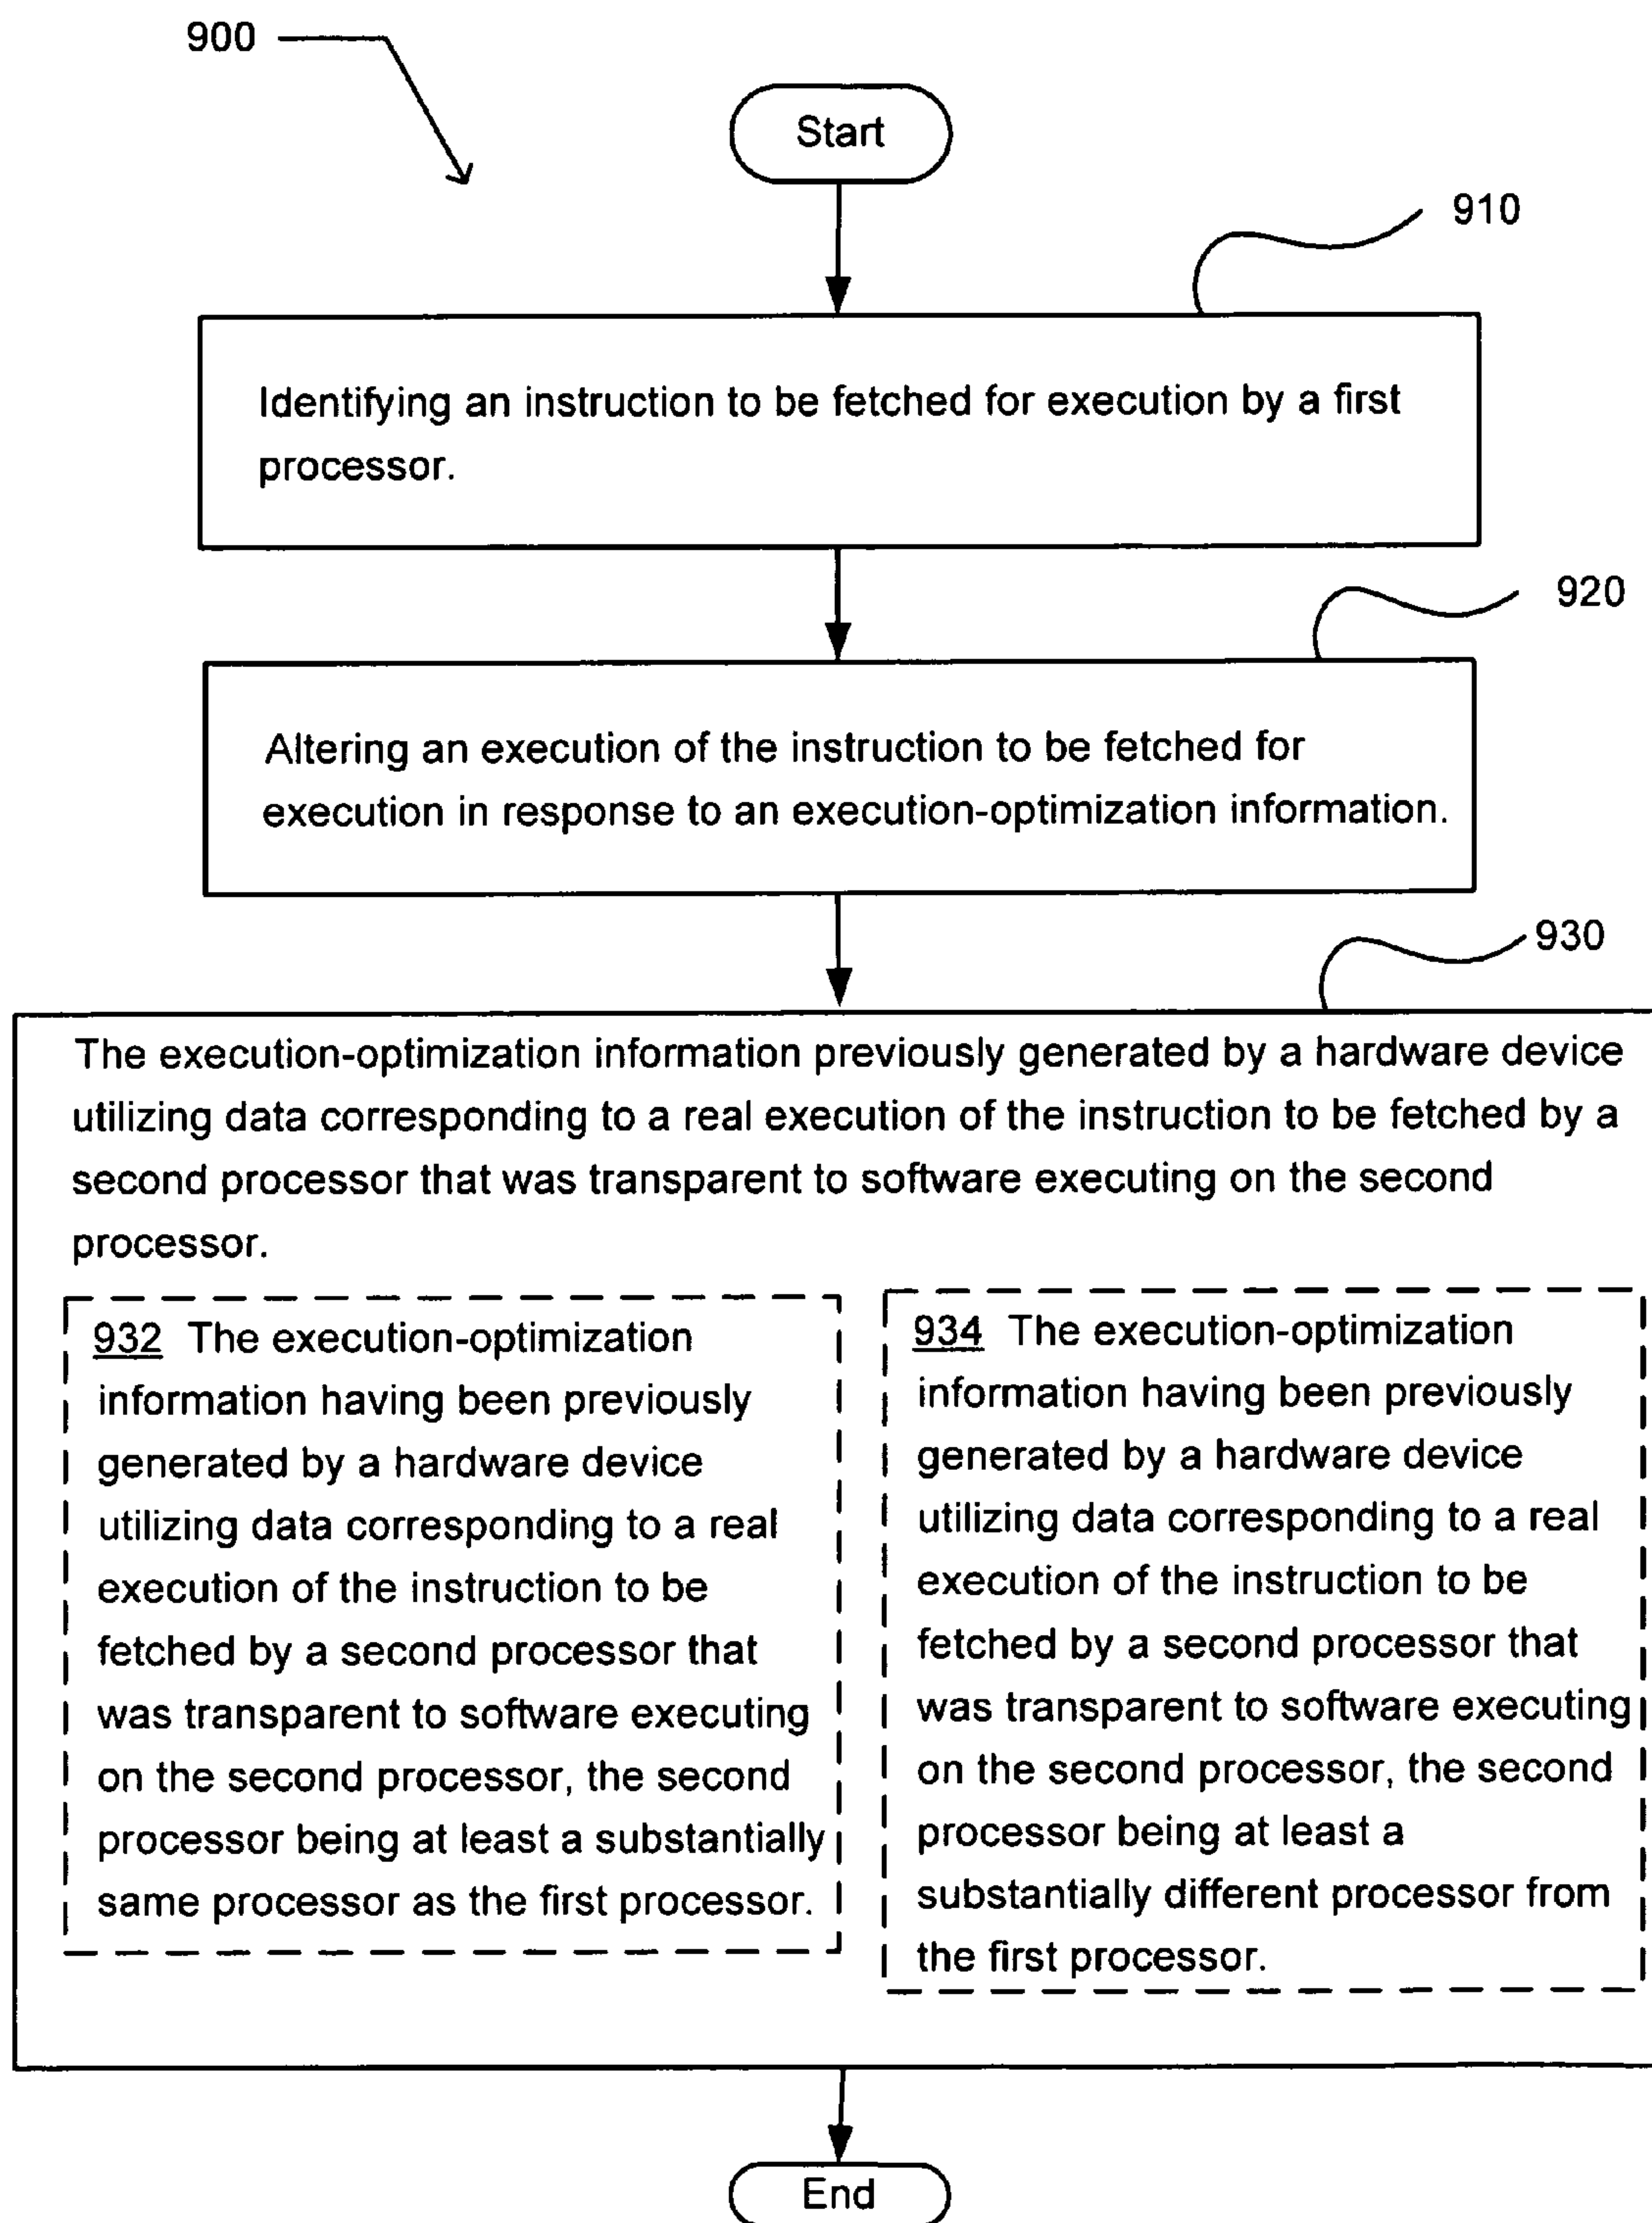 900
Start
910
Identifying an instruction to be fetched for execution by a first
processor.
920
Altering an execution of the instruction to be fetched for
execution in response to an execution-optimization information.
930
The execution-optimization information previously generated by a hardware device
utilizing data corresponding to a real execution of the instruction to be fetched by a
second processor that was transparent to software executing on the second
processor.
932 The execution-optimization
information having been previously
generated by a hardware device
utilizing data corresponding to a real
execution of the instruction to be
fetched by a second processor that
was transparent to software executing
on the second processor, the second
processor being at least a substantially
same processor as the first processor.
934 The execution-optimization
information having been previously
generated by a hardware device
utilizing data corresponding to a real
execution of the instruction to be
fetched by a second processor that
was transparent to software executing
on the second processor, the second
processor being at least a
substantially different processor from
the first processor.
End